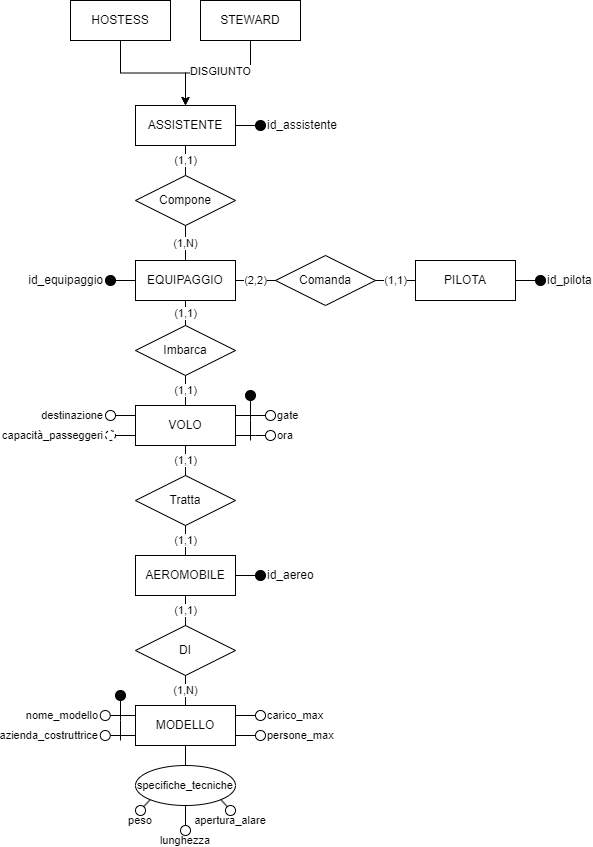 HOSTESS
STEWARD
DISGIUNTO
ASSISTENTE
id_assistente
(1,1)
Compone
(1,N)
id_equipaggio
EQUIPAGGIO
(2,2)
Comanda
(1,1)
PILOTA
id_pilota
(1,1)
Imbarca
(1,1)
destinazione
gate
VOLO
capacità_passeggeri
ora
(1,1)
Tratta
(1,1)
AEROMOBILE
id_aereo
(1,1)
DI
(1,N)
nome_modello
carico_max
MODELLO
azienda_costruttrice
persone_max
specifiche_tecniche
peso
apertura_alare
lunghezza